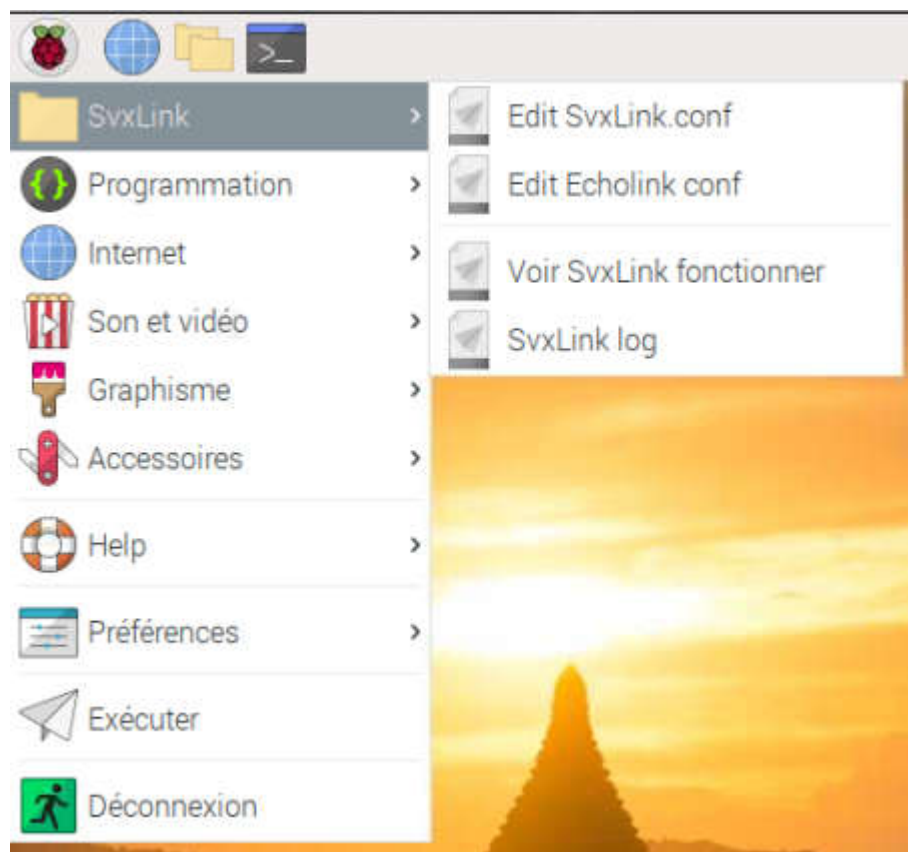 >_
SvxLink
Programmation
Internet
Son et vidéo
Graphisme
Accessoires
Help
Préférences
Exécuter
Déconnexion
Edit SvxLink.conf
Edit Echolink conf
Voir SvxLink fonctionner
SvxLink log